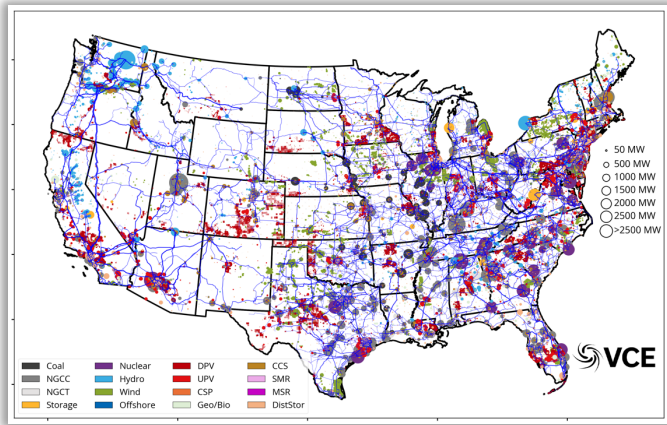 50 MW
500 MW
1000 MW
1500 MW
2000 MW
2500 MW
>2500 MW
VCE
Coal Nuclear DPV CCS
NGCC Hydro UPV SMR
NGCT Wind CSP MSR
Storage Offshore Geo/Bio DistStor